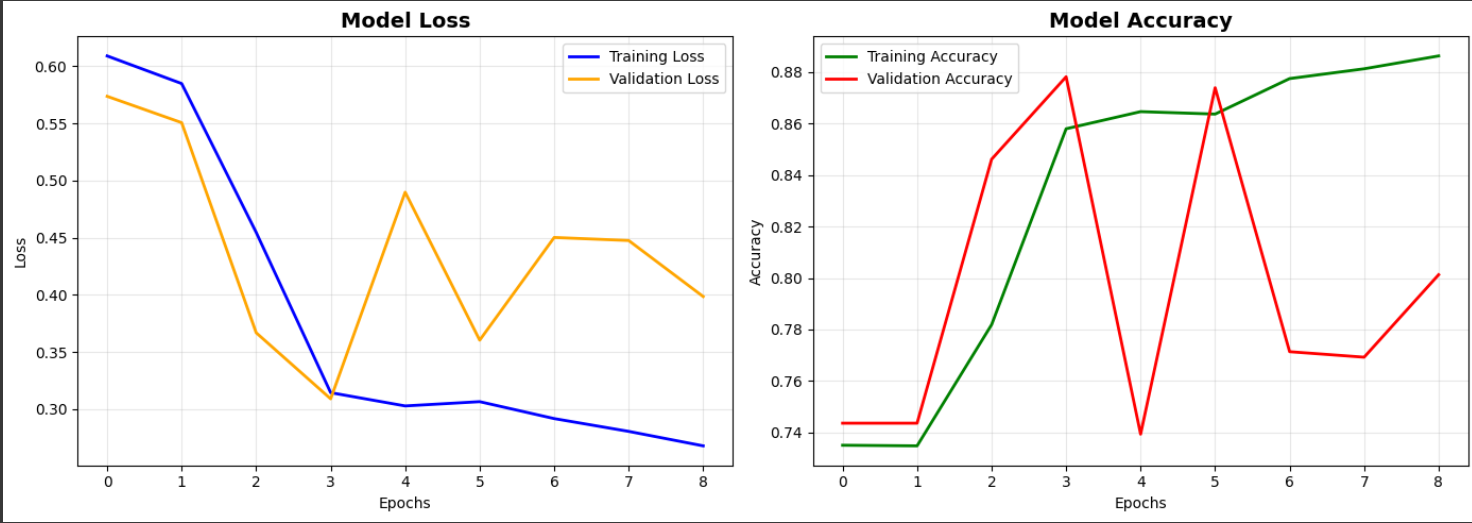 Model Loss
Training Loss
Validation Loss
0.60
0.55
0.50
0.45
0.40
0.35
0.30
Loss
0 1 2 3 4 5 6 7 8
Epochs
Model Accuracy
Training Accuracy
Validation Accuracy
0.88
0.86
0.84
0.82
0.80
0.78
0.76
0.74
Accuracy
0 1 2 3 4 5 6 7 8
Epochs